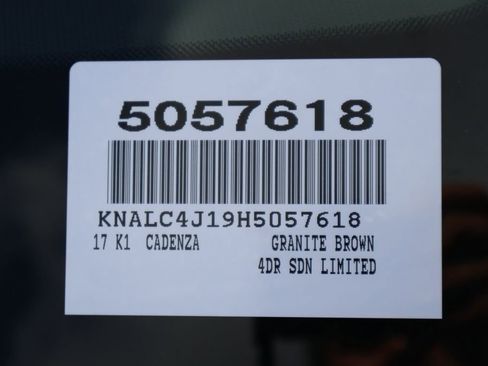 5057618
KNALC4J19H5057618
17 K1 CADENZA GRANITE BROWN
4DR SDN LIMITED